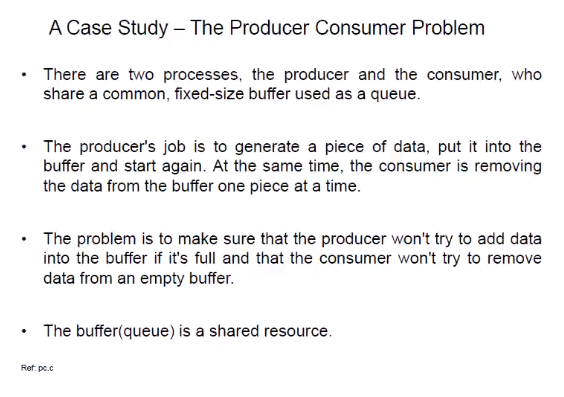 A Case Study – The Producer Consumer Problem
• There are two processes, the producer and the consumer, who
share a common, fixed-size buffer used as a queue.
• The producer's job is to generate a piece of data, put it into the
buffer and start again. At the same time, the consumer is removing
the data from the buffer one piece at a time.
• The problem is to make sure that the producer won't try to add data
into the buffer if it's full and that the consumer won't try to remove
data from an empty buffer.
• The buffer(queue) is a shared resource.
Ref: pc.c